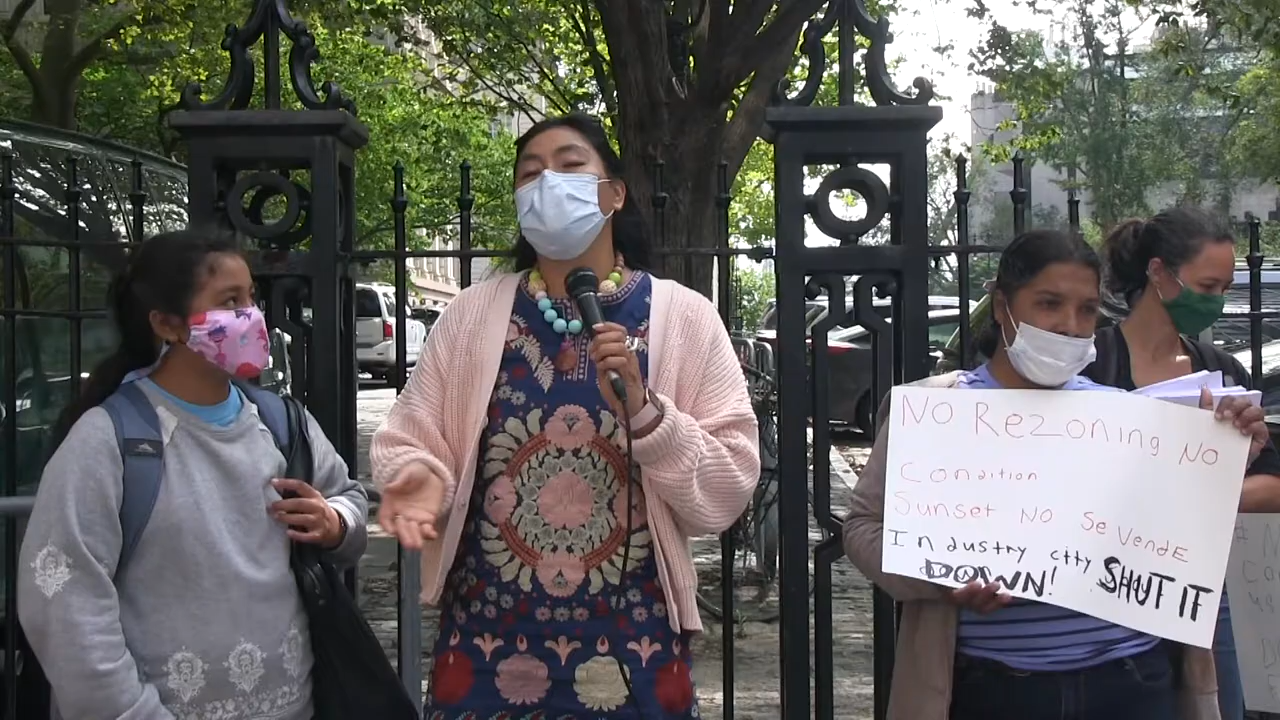 No Rezoning No
Condition
Sunset No Se VendE
Industry city SHUT IT
DOWN!